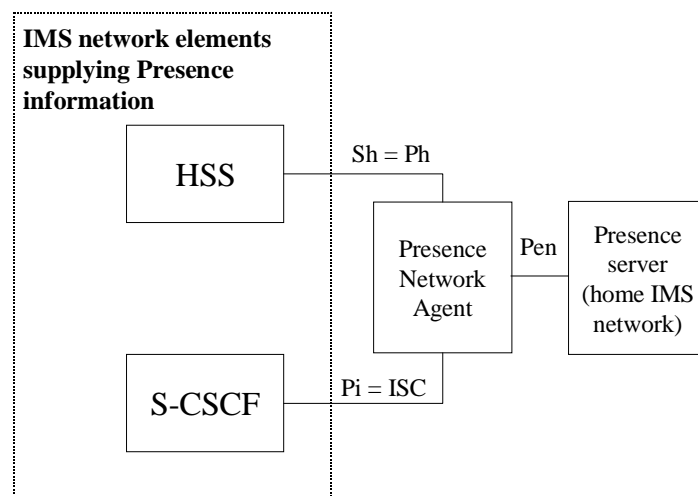 IMS network elements
supplying Presence
information
HSS
Sh = Ph
Presence
Network
Agent
Pen
Presence
server
(home IMS
network)
S-CSCF
Pi = ISC